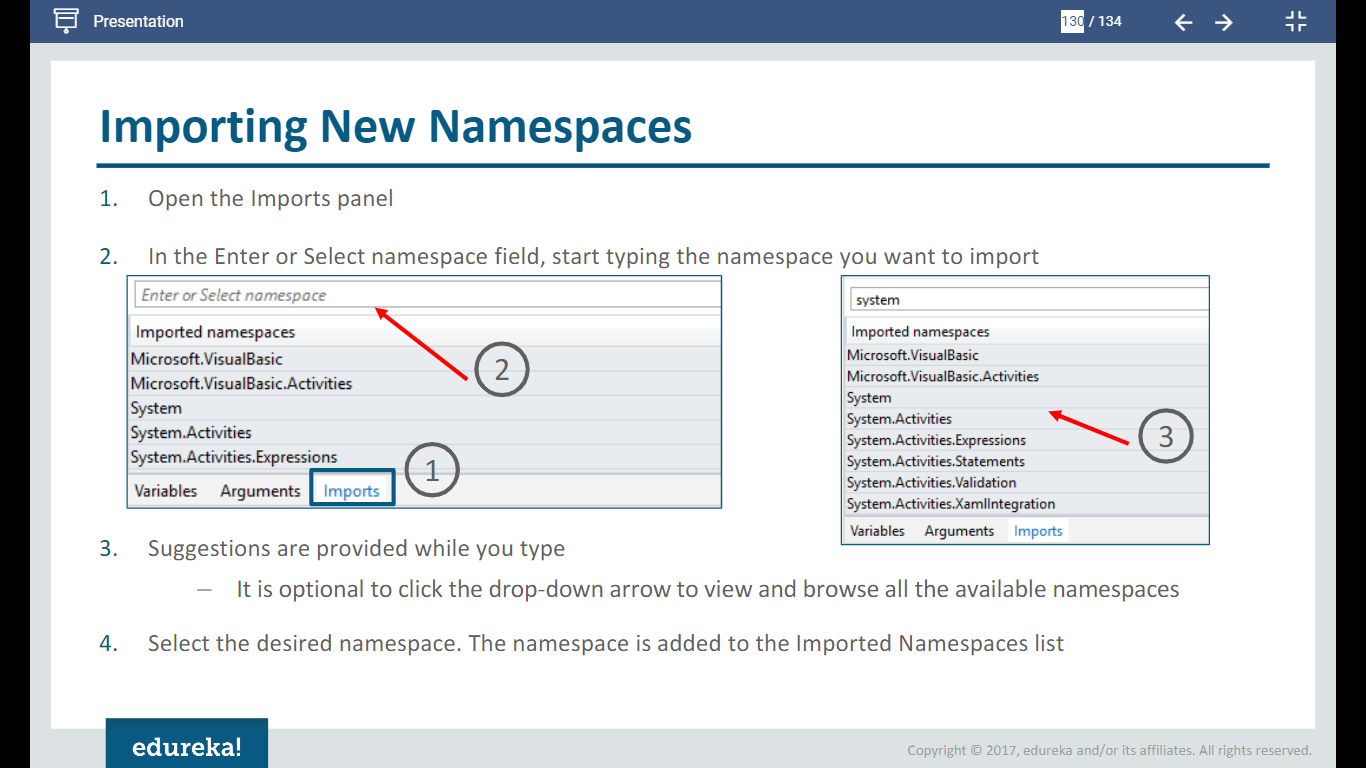 Presentation
130 / 134
Importing New Namespaces
1. Open the Imports panel
2. In the Enter or Select namespace field, start typing the namespace you want to import
Enter or Select namespace
Imported namespaces
Microsoft.VisualBasic
Microsoft.VisualBasic.Activities
System
System.Activities
System.Activities.Expressions
Variables Arguments Imports
2
1
system
Imported namespaces
Microsoft.VisualBasic
Microsoft.VisualBasic.Activities
System
System.Activities
System.Activities.Expressions
System.Activities.Statements
System.Activities.Validation
System.Activities.XamlIntegration
Variables Arguments Imports
3
3. Suggestions are provided while you type
– It is optional to click the drop-down arrow to view and browse all the available namespaces
4. Select the desired namespace. The namespace is added to the Imported Namespaces list
edureka!
Copyright © 2017, edureka and/or its affiliates. All rights reserved.